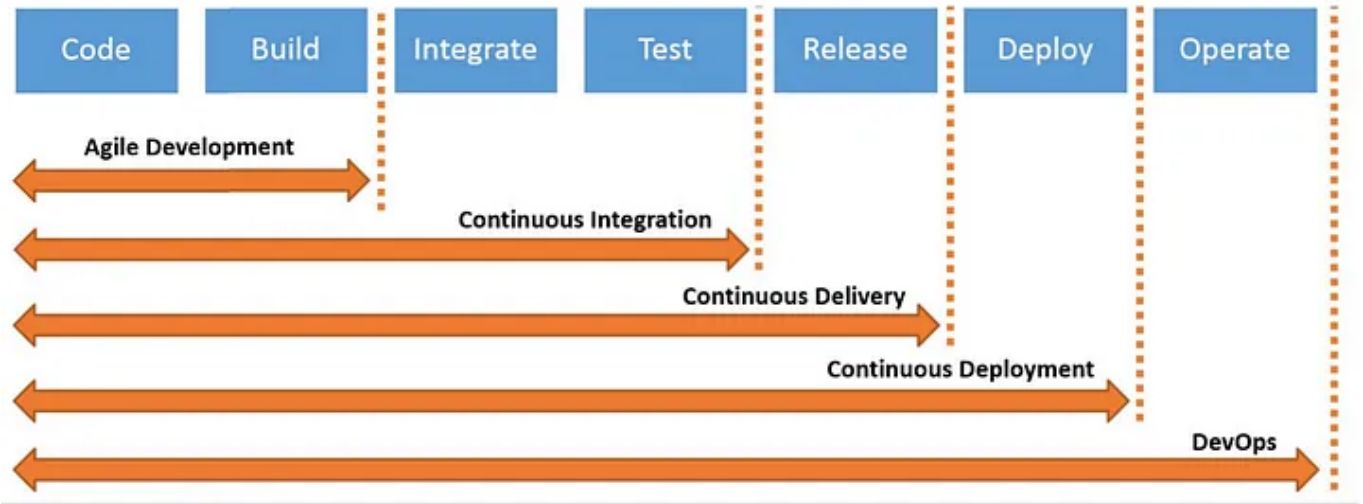 Code
Build
Integrate
Test
Release
Deploy
Operate
Agile Development
Continuous Integration
Continuous Delivery
Continuous Deployment
DevOps